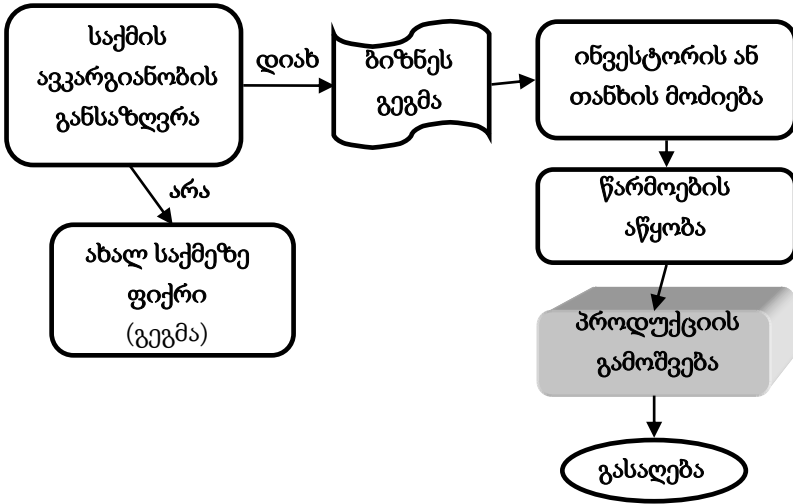 საქმის
ავკარგიანობის
განსაზღვრა
დიახ
ბიზნეს
გეგმა
ინვესტორის ან
თანხის მოძიება
არა
ახალ საქმეზე
ფიქრი
(გეგმა)
წარმოების
აწყობა
პროდუქციის
გამოშვება
გასაღება